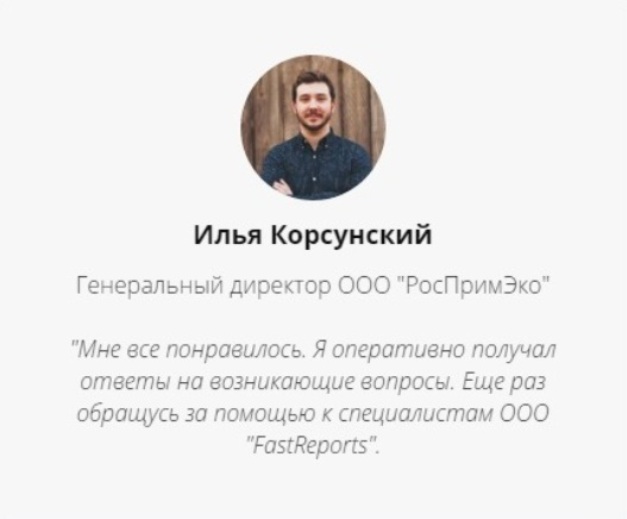 Илья Корсунский
Генеральный директор ООО "РосПримЭко"
"Мне все понравилось. Я оперативно получал
ответы на возникающие вопросы. Еще раз
обращусь за помощью к специалистам ООО
"FastReports".